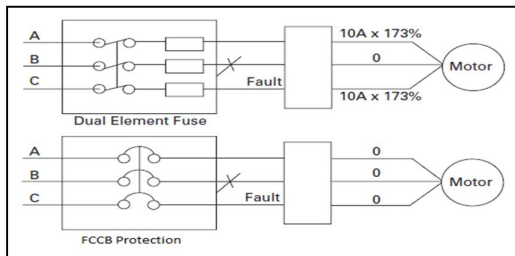 A
10A x 173%
B
0
Motor
C
Fault
10A x 173%
Dual Element Fuse
A
0
B
0
Motor
C
Fault
0
FCCB Protection